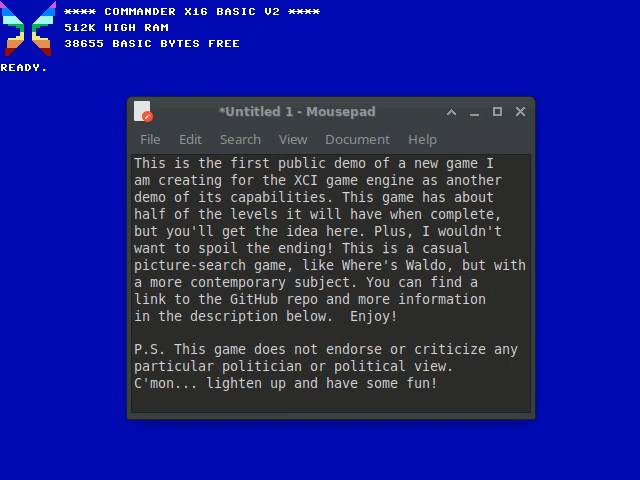 **** COMMANDER X16 BASIC V2 ****
512K HIGH RAM
38655 BASIC BYTES FREE
READY.
*Untitled 1 - Mousepad
File Edit Search View Document Help
This is the first public demo of a new game I
am creating for the XCI game engine as another
demo of its capabilities. This game has about
half of the levels it will have when complete,
but you'll get the idea here. Plus, I wouldn't
want to spoil the ending! This is a casual
picture-search game, like Where's Waldo, but with
a more contemporary subject. You can find a
link to the GitHub repo and more information
in the description below.  Enjoy!
P.S. This game does not endorse or criticize any
particular politician or political view.
C'mon... lighten up and have some fun!